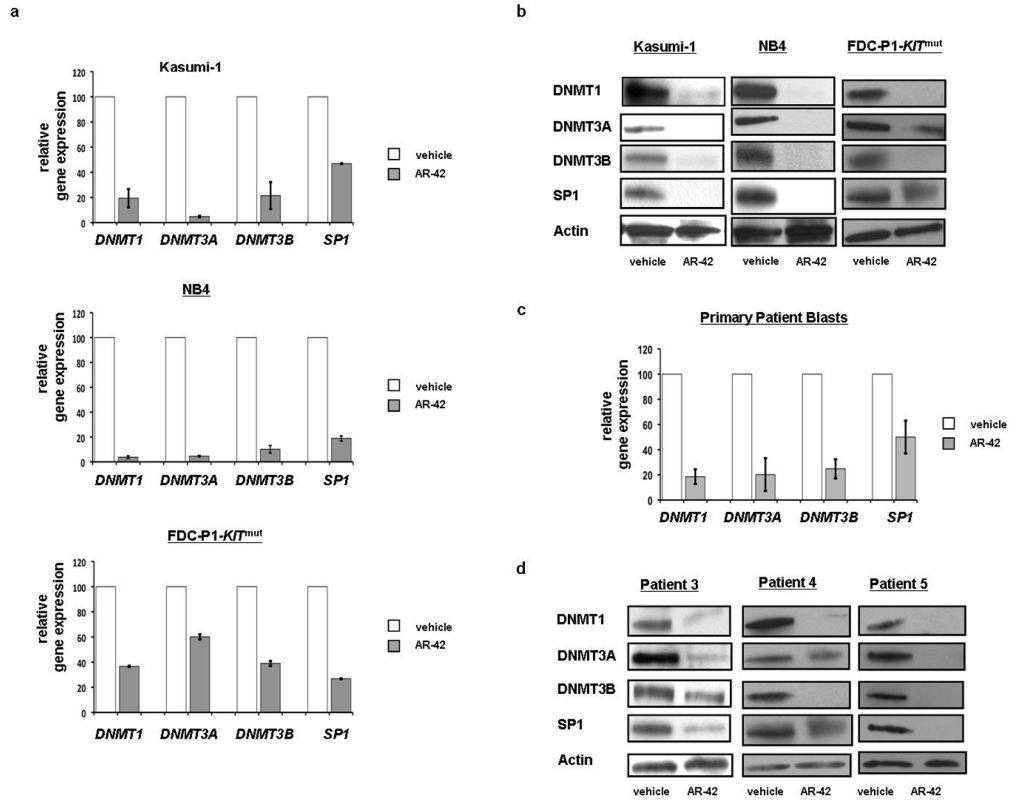 a
Kasumi-1
relative
gene expression
120
100
80
60
40
20
0
DNMT1 DNMT3A DNMT3B SP1
vehicle
AR-42
NB4
relative
gene expression
120
100
80
60
40
20
0
DNMT1 DNMT3A DNMT3B SP1
vehicle
AR-42
FDC-P1-KITmut
relative
gene expression
120
100
80
60
40
20
0
DNMT1 DNMT3A DNMT3B SP1
vehicle
AR-42
b
Kasumi-1 NB4 FDC-P1-KITmut
DNMT1
DNMT3A
DNMT3B
SP1
Actin
vehicle AR-42 vehicle AR-42 vehicle AR-42
c
Primary Patient Blasts
relative
gene expression
120
100
80
60
40
20
0
DNMT1 DNMT3A DNMT3B SP1
vehicle
AR-42
d
Patient 3 Patient 4 Patient 5
DNMT1
DNMT3A
DNMT3B
SP1
Actin
vehicle AR-42 vehicle AR-42 vehicle AR-42